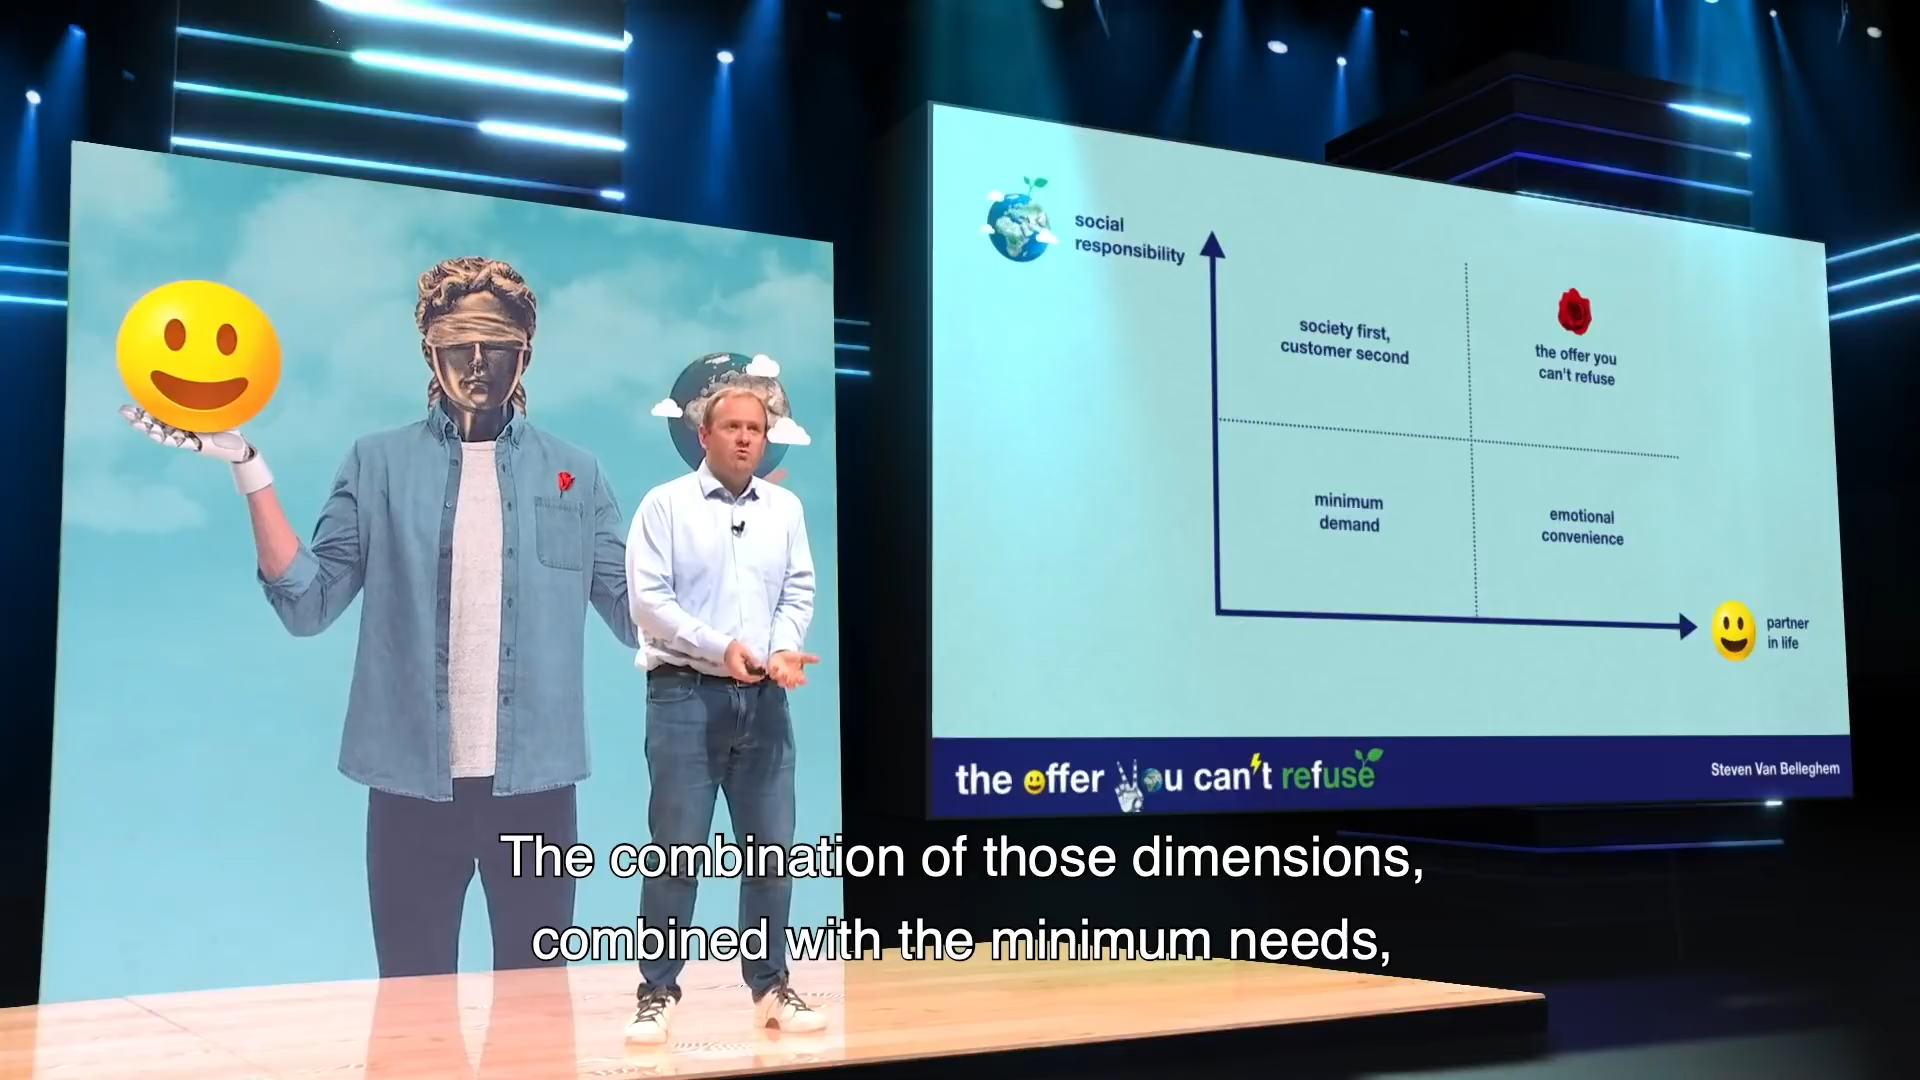 social
responsibility
society first,
customer second
the offer you
can't refuse
minimum
demand
emotional
convenience
partner
in life
the offer you can't refuse
Steven Van Belleghem
The combination of those dimensions,
combined with the minimum needs,